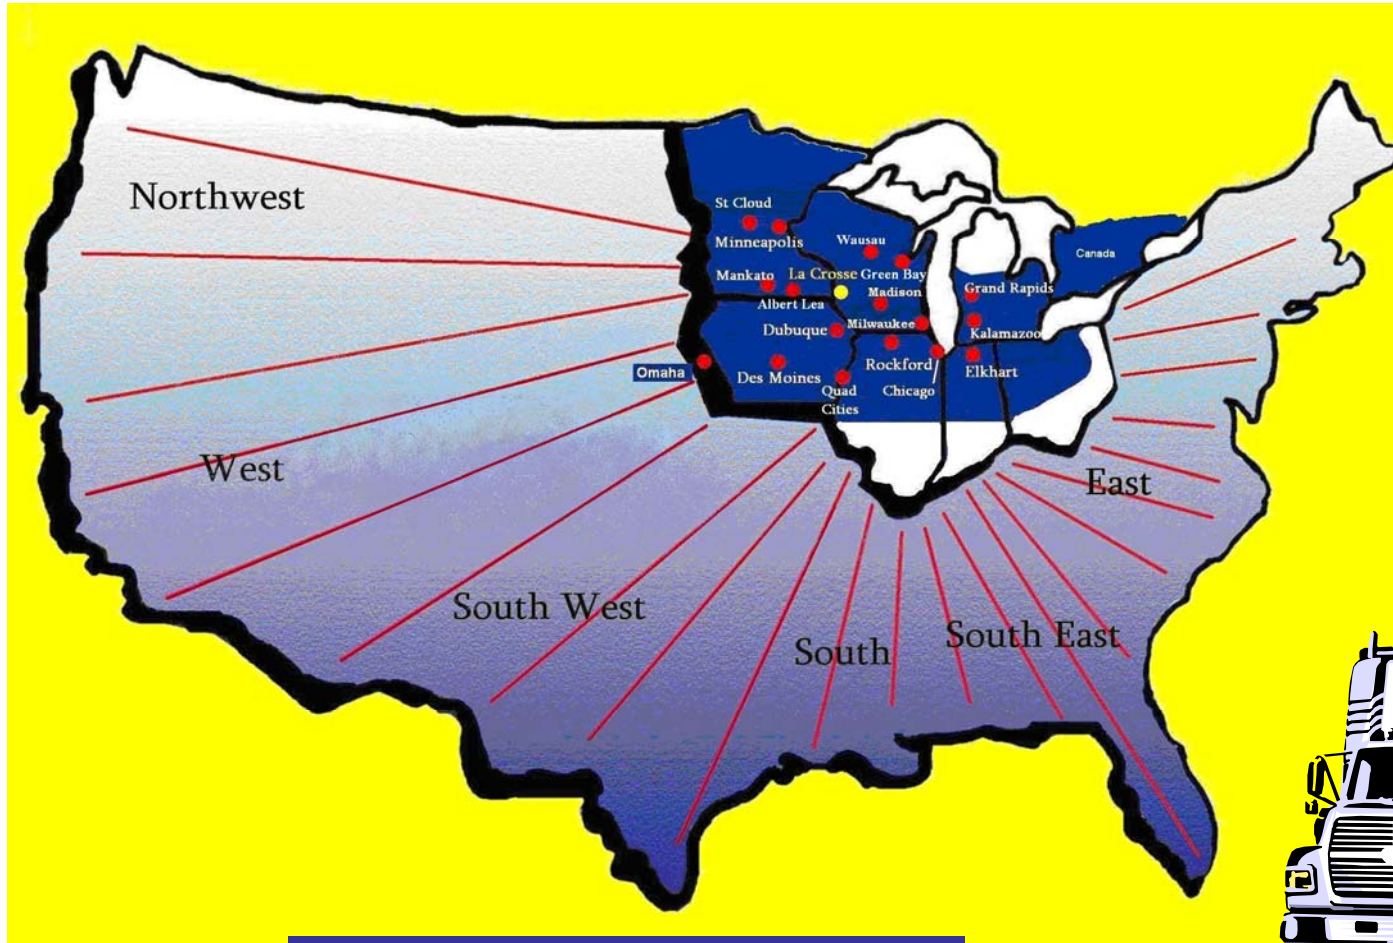 Northwest
St Cloud
Minneapolis
Wausau
Canada
Mankato
La Crosse
Green Bay
Albert Lea
Madison
Grand Rapids
Dubuque
Milwaukee
Kalamazoo
Omaha
Des Moines
Rockford
Elkhart
Quad
Cities
Chicago
West
East
South West
South
South East